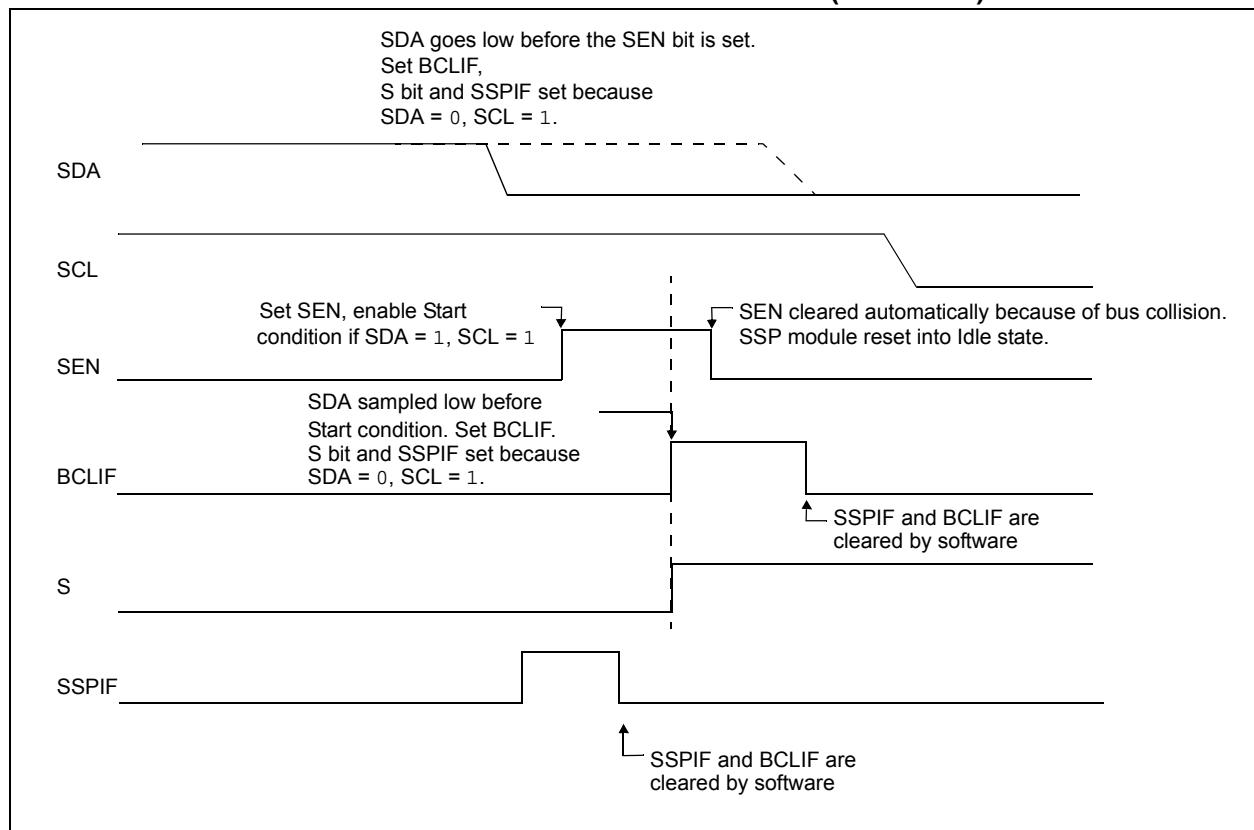 SDA goes low before the SEN bit is set.
Set BCLIF,
S bit and SSPIF set because
SDA = 0, SCL = 1.
SDA
SCL
Set SEN, enable Start
condition if SDA = 1, SCL = 1
SEN cleared automatically because of bus collision.
SSP module reset into Idle state.
SEN
SDA sampled low before
Start condition. Set BCLIF.
S bit and SSPIF set because
SDA = 0, SCL = 1.
BCLIF
SSPIF and BCLIF are
cleared by software
S
SSPIF
SSPIF and BCLIF are
cleared by software